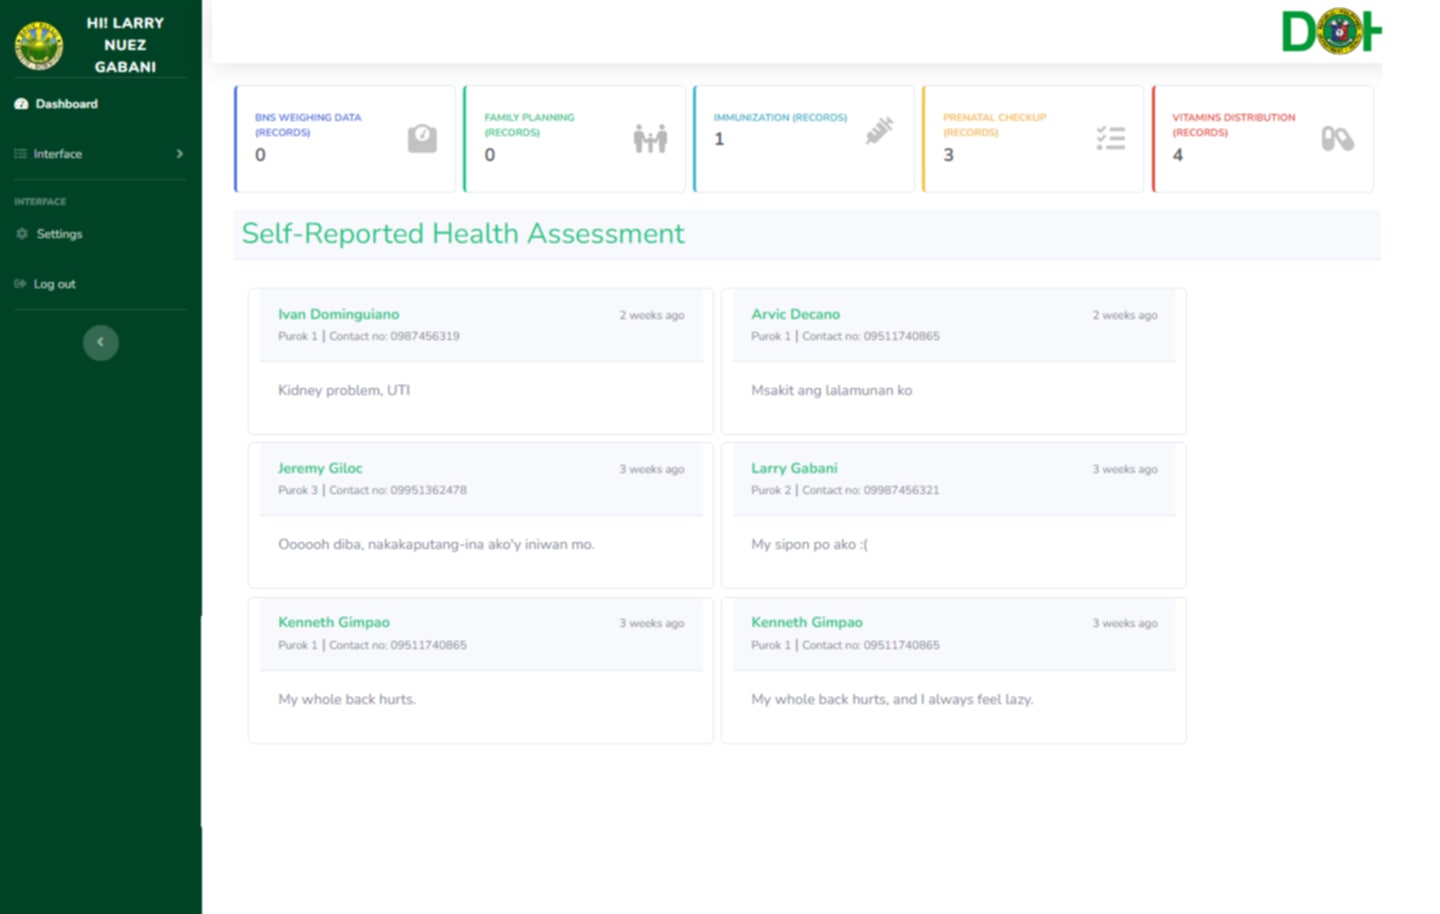 HI! LARRY
NUEZ
GABANI
Dashboard
Interface
INTERFACE
Settings
Log out
DOH
BNS WEIGHING DATA
(RECORDS)
0
FAMILY PLANNING
(RECORDS)
0
IMMUNIZATION (RECORDS)
1
PRENATAL CHECKUP
(RECORDS)
3
VITAMINS DISTRIBUTION
(RECORDS)
4
Self-Reported Health Assessment
Ivan Dominguiano
2 weeks ago
Purok 1 | Contact no: 0987456319
Kidney problem, UTI
Arvic Decano
2 weeks ago
Purok 1 | Contact no: 09511740865
Msakit ang lalamunan ko
Jeremy Giloc
3 weeks ago
Purok 3 | Contact no: 09951362478
Oooooh diba, nakakaputang-ina ako'y iniwan mo.
Larry Gabani
3 weeks ago
Purok 2 | Contact no: 09987456321
My sipon po ako :(
Kenneth Gimpao
3 weeks ago
Purok 1 | Contact no: 09511740865
My whole back hurts.
Kenneth Gimpao
3 weeks ago
Purok 1 | Contact no: 09511740865
My whole back hurts, and I always feel lazy.